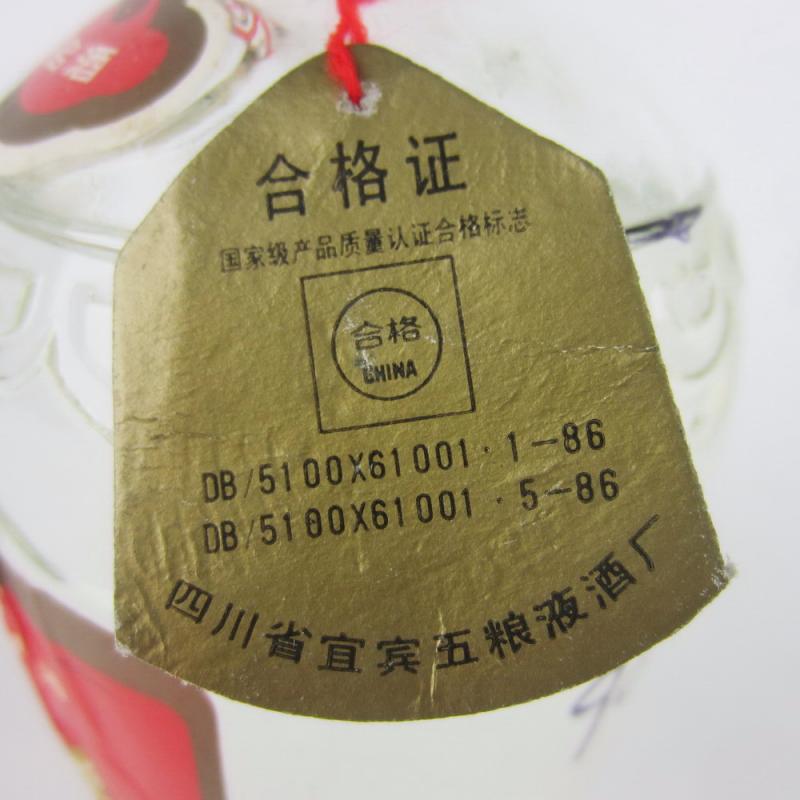 合格证
国家级产品质量认证合格标志
合格
CHINA
DB/5100X61001·1-86
DB/5100X61001·5-86
四川省宜宾五粮液酒厂